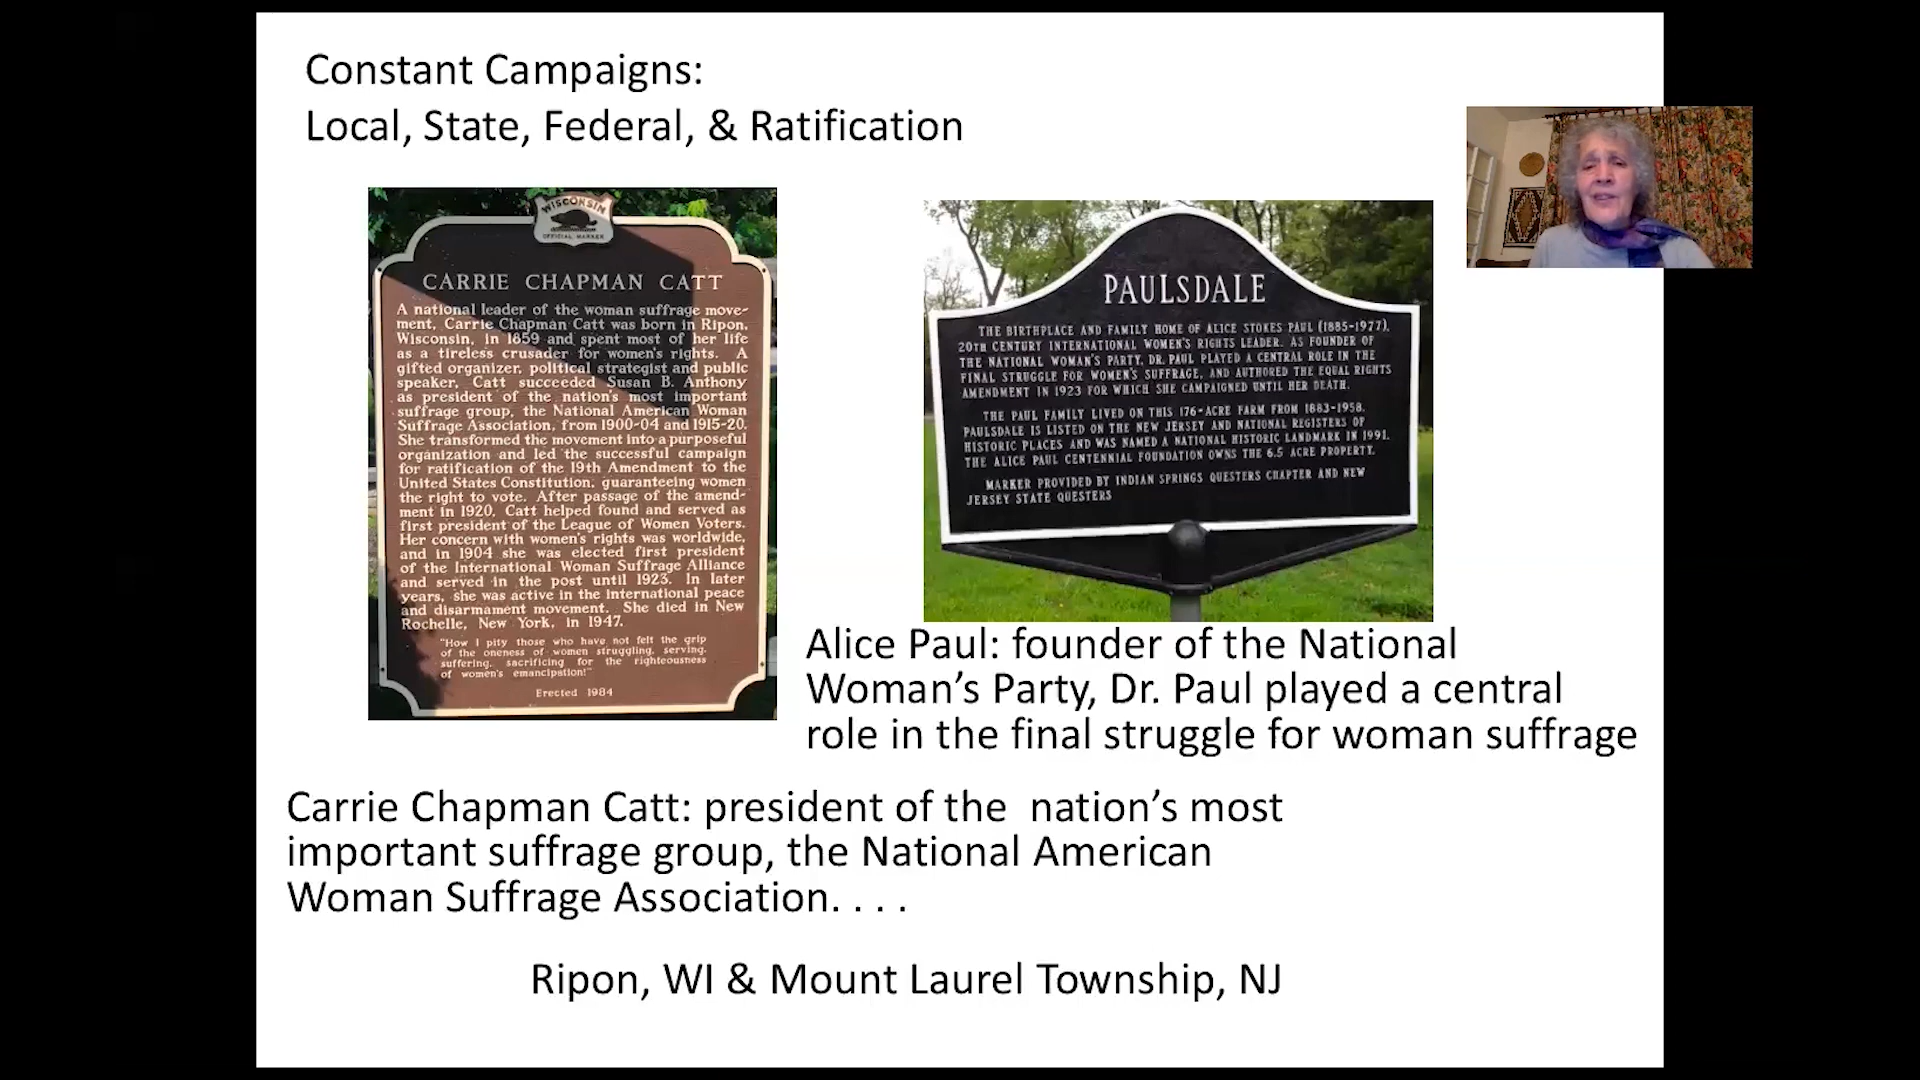 Constant Campaigns:
Local, State, Federal, & Ratification
WISCONSIN
OFFICIAL MARKER
CARRIE CHAPMAN CATT
A national leader of the woman suffrage move-
ment, Carrie Chapman Catt was born in Ripon,
Wisconsin, in 1859 and spent most of her life
as a tireless crusader for women's rights. A
gifted organizer, political strategist and public
speaker, Catt succeeded Susan B. Anthony
as president of the nation's most important
suffrage group, the National American Woman
Suffrage Association, from 1900-04 and 1915-20.
She transformed the movement into a purposeful
organization and led the successful campaign
for ratification of the 19th Amendment to the
United States Constitution, guaranteeing women
the right to vote. After passage of the amend-
ment in 1920, Catt helped found and served as
first president of the League of Women Voters.
Her concern with women's rights was worldwide,
and in 1904 she was elected first president
of the International Woman Suffrage Alliance
and served in the post until 1923. In later
years, she was active in the international peace
and disarmament movement. She died in New
Rochelle, New York, in 1947.
"How I pity those who have not felt the grip
of the oneness of women struggling, serving,
suffering, sacrificing for the righteousness
of women's emancipation!"
Erected 1984
PAULSDALE
THE BIRTHPLACE AND FAMILY HOME OF ALICE STOKES PAUL (1885-1977),
20TH CENTURY INTERNATIONAL WOMEN'S RIGHTS LEADER. AS FOUNDER OF
THE NATIONAL WOMAN'S PARTY, DR. PAUL PLAYED A CENTRAL ROLE IN THE
FINAL STRUGGLE FOR WOMEN'S SUFFRAGE, AND AUTHORED THE EQUAL RIGHTS
AMENDMENT IN 1923 FOR WHICH SHE CAMPAIGNED UNTIL HER DEATH.
THE PAUL FAMILY LIVED ON THIS 176-ACRE FARM FROM 1883-1958.
PAULSDALE IS LISTED ON THE NEW JERSEY AND NATIONAL REGISTERS OF
HISTORIC PLACES AND WAS NAMED A NATIONAL HISTORIC LANDMARK IN 1991.
THE ALICE PAUL CENTENNIAL FOUNDATION OWNS THE 6.5 ACRE PROPERTY.
MARKER PROVIDED BY INDIAN SPRINGS QUESTERS CHAPTER AND NEW
JERSEY STATE QUESTERS
Alice Paul: founder of the National
Woman's Party, Dr. Paul played a central
role in the final struggle for woman suffrage
Carrie Chapman Catt: president of the nation's most
important suffrage group, the National American
Woman Suffrage Association. . . .
Ripon, WI & Mount Laurel Township, NJ